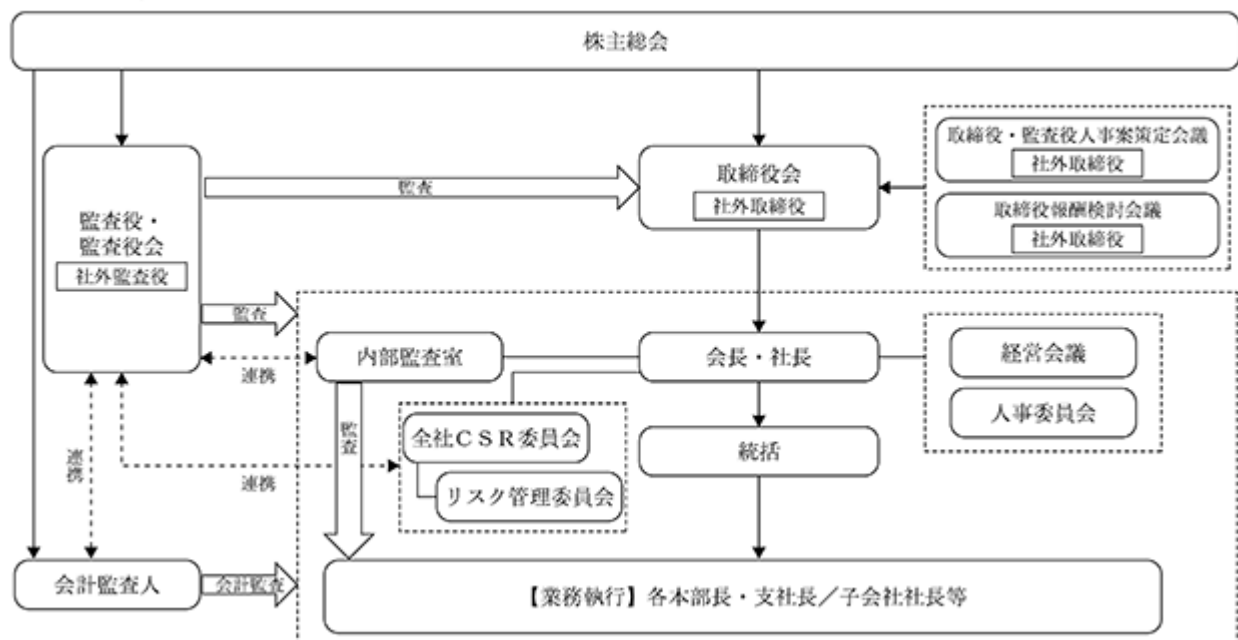 株主総会
取締役・監査役人事案策定会議
社外取締役
取締役会
社外取締役
監査
取締役報酬検討会議
社外取締役
監査役・
監査役会
社外監査役
監査
内部監査室
会長・社長
経営会議
連携
人事委員会
監査
全社CSR委員会
統括
連携
連携
リスク管理委員会
会計監査人
会計監査
【業務執行】各本部長・支社長／子会社社長等